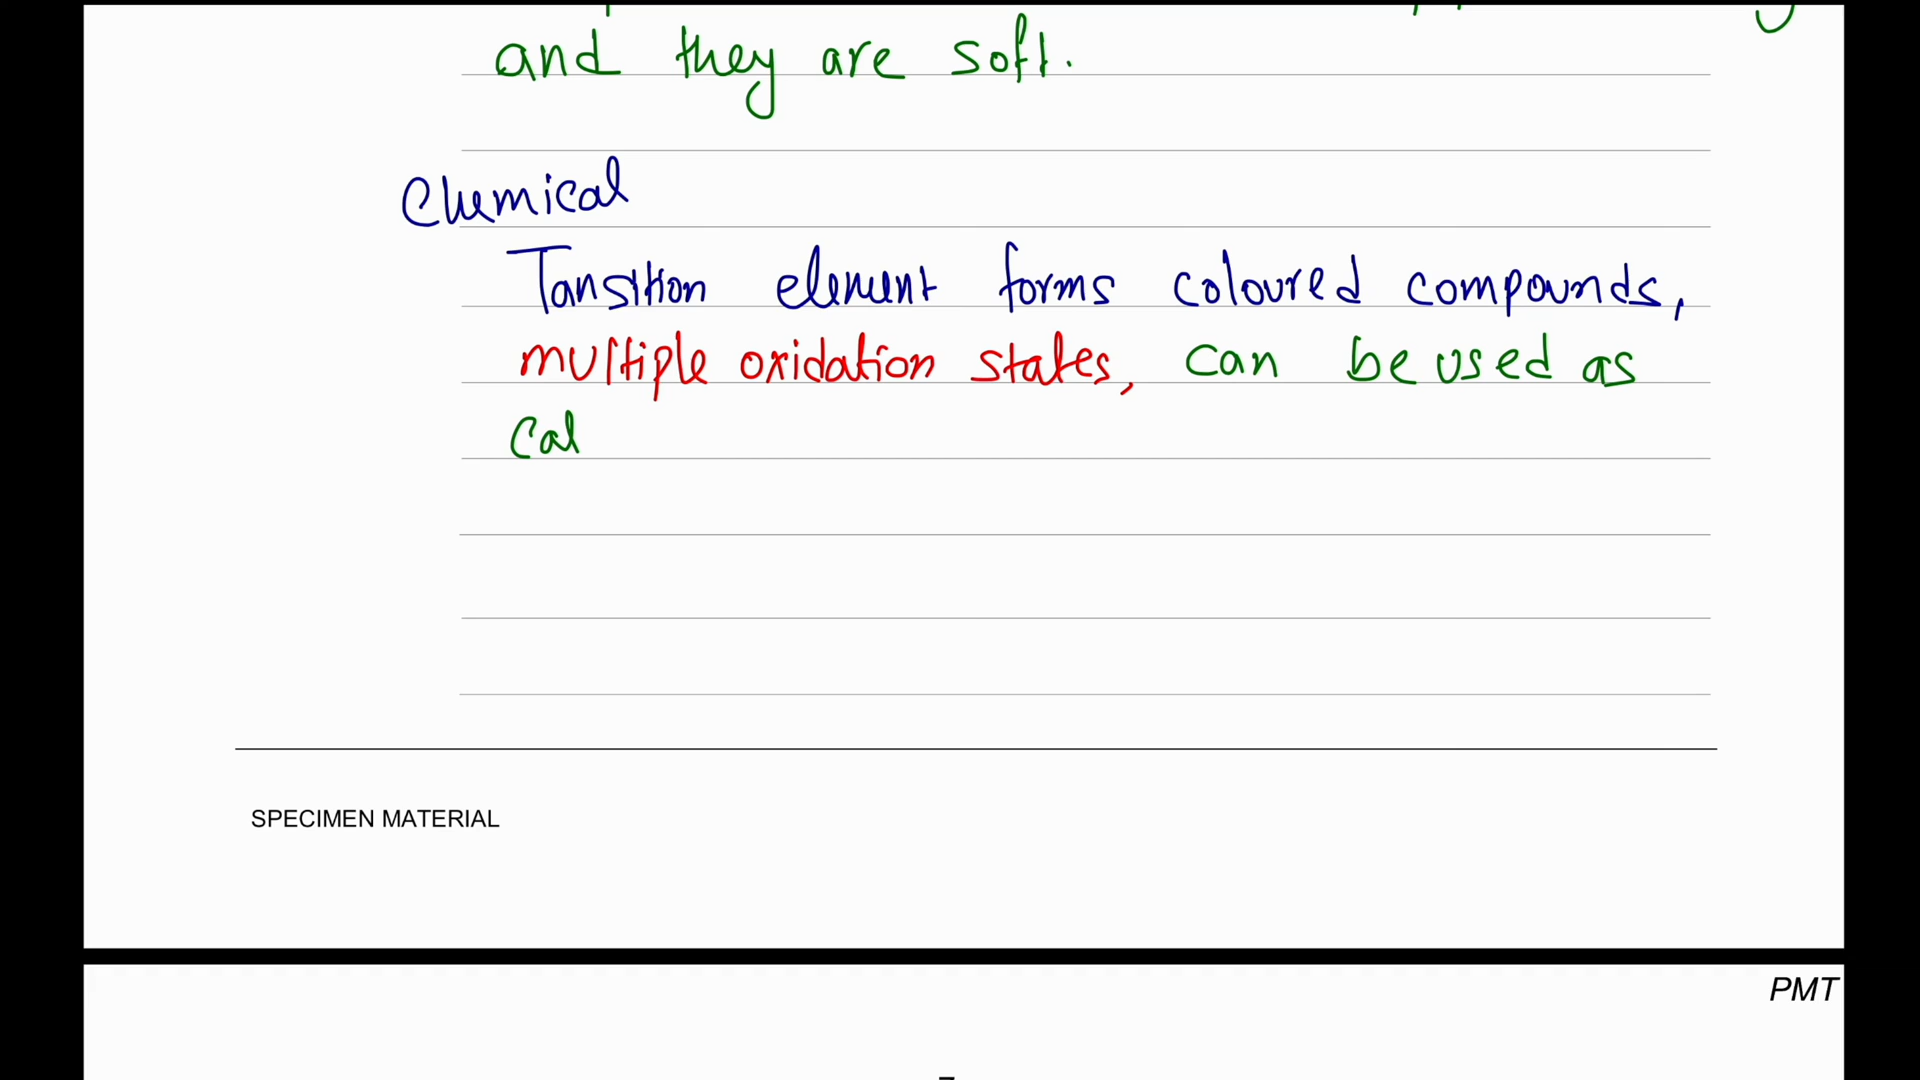 and they are soft.
Chemical
Tansition element forms coloured compounds,
multiple oxidation states, can be used as
cat
SPECIMEN MATERIAL
PMT